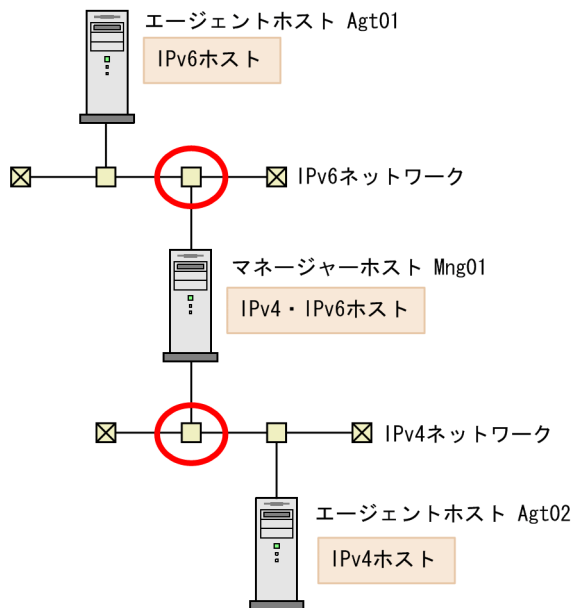 エージェントホスト Agt01
IPv6ホスト
IPv6ネットワーク
マネージャーホスト Mng01
IPv4・IPv6ホスト
IPv4ネットワーク
エージェントホスト Agt02
IPv4ホスト